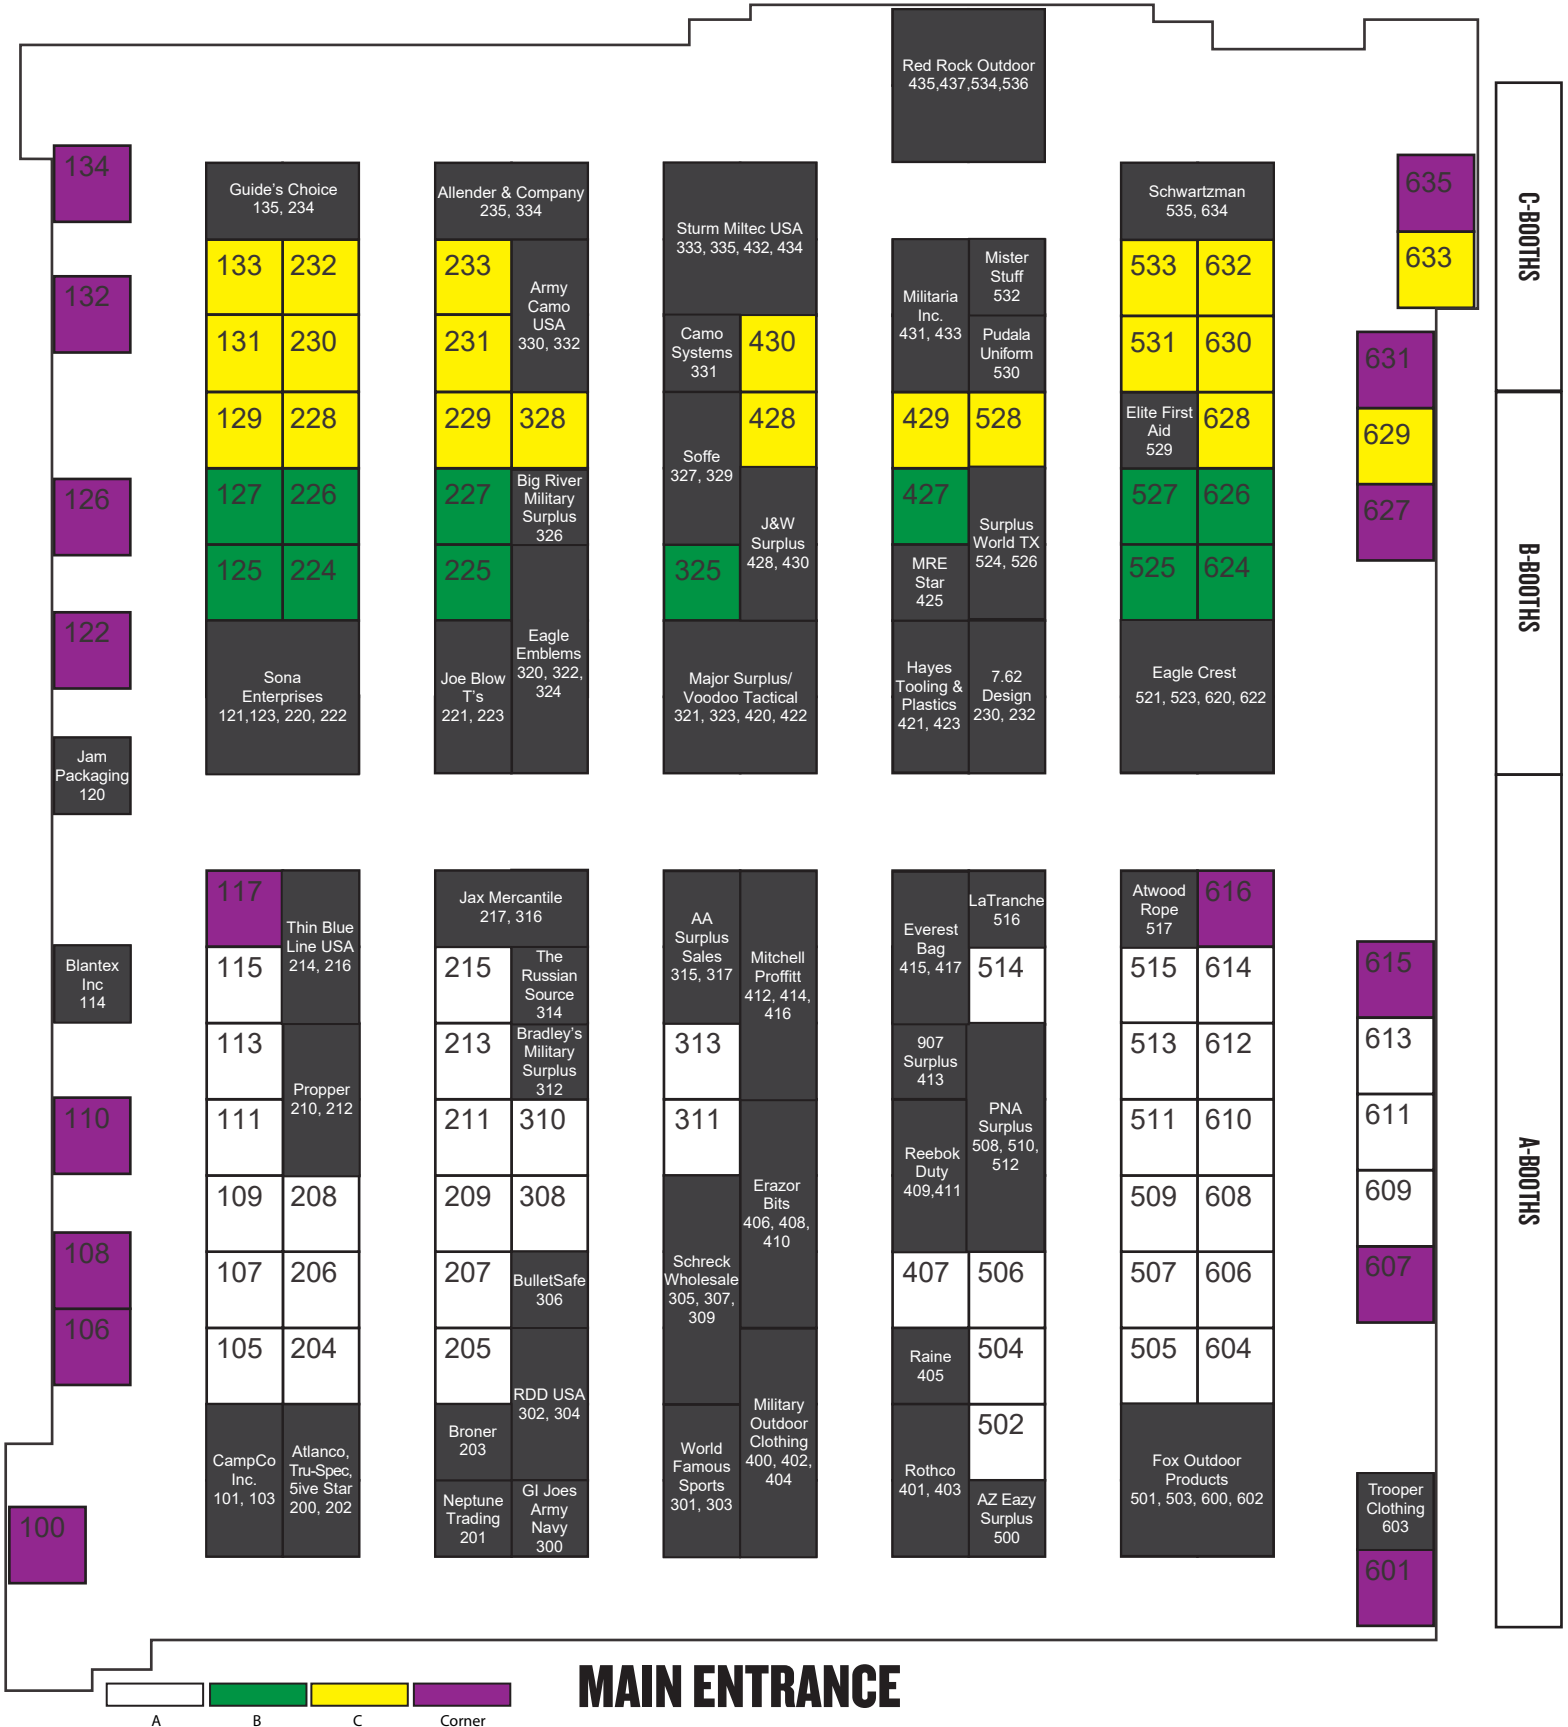 Red Rock Outdoor
435,437,534,536
134
132
126
122
Jam
Packaging
120
Blantex
Inc
114
110
108
106
100
Guide's Choice
135, 234
133
232
131
230
129
228
127
226
125
224
Sona
Enterprises
121,123, 220, 222
117
Thin Blue
Line USA
214, 216
115
113
Propper
210, 212
111
109
208
107
206
105
204
CampCo
Inc.
101, 103
Atlanco,
Tru-Spec,
5ive Star
200, 202
Allender & Company
235, 334
233
Army
Camo
USA
330, 332
231
229
328
227
Big River
Military
Surplus
326
225
Eagle
Emblems
320, 322,
324
Joe Blow
T's
221, 223
Jax Mercantile
217, 316
215
The
Russian
Source
314
213
Bradley's
Military
Surplus
312
211
310
209
308
207
BulletSafe
306
205
RDD USA
302, 304
Broner
203
Neptune
Trading
201
GI Joes
Army
Navy
300
Sturm Miltec USA
333, 335, 432, 434
Camo
Systems
331
430
Soffe
327, 329
428
J&W
Surplus
428, 430
325
Major Surplus/
Voodoo Tactical
321, 323, 420, 422
AA
Surplus
Sales
315, 317
Mitchell
Proffitt
412, 414,
416
313
311
Erazor
Bits
406, 408,
410
Schreck
Wholesale
305, 307,
309
Military
Outdoor
Clothing
400, 402,
404
World
Famous
Sports
301, 303
Militaria
Inc.
431, 433
Mister
Stuff
532
Pudala
Uniform
530
429
528
427
Surplus
World TX
524, 526
MRE
Star
425
Hayes
Tooling &
Plastics
421, 423
7.62
Design
230, 232
Everest
Bag
415, 417
LaTranche
516
514
907
Surplus
413
PNA
Surplus
508, 510,
512
Reebok
Duty
409,411
407
506
Raine
405
504
502
Rothco
401, 403
AZ Eazy
Surplus
500
Schwartzman
535, 634
533
632
531
630
Elite First
Aid
529
628
527
626
525
624
Eagle Crest
521, 523, 620, 622
Atwood
Rope
517
616
515
614
513
612
511
610
509
608
507
606
505
604
Fox Outdoor
Products
501, 503, 600, 602
635
633
631
629
627
615
613
611
609
607
Trooper
Clothing
603
601
C-BOOTHS
B-BOOTHS
A-BOOTHS
MAIN ENTRANCE
A
B
C
Corner